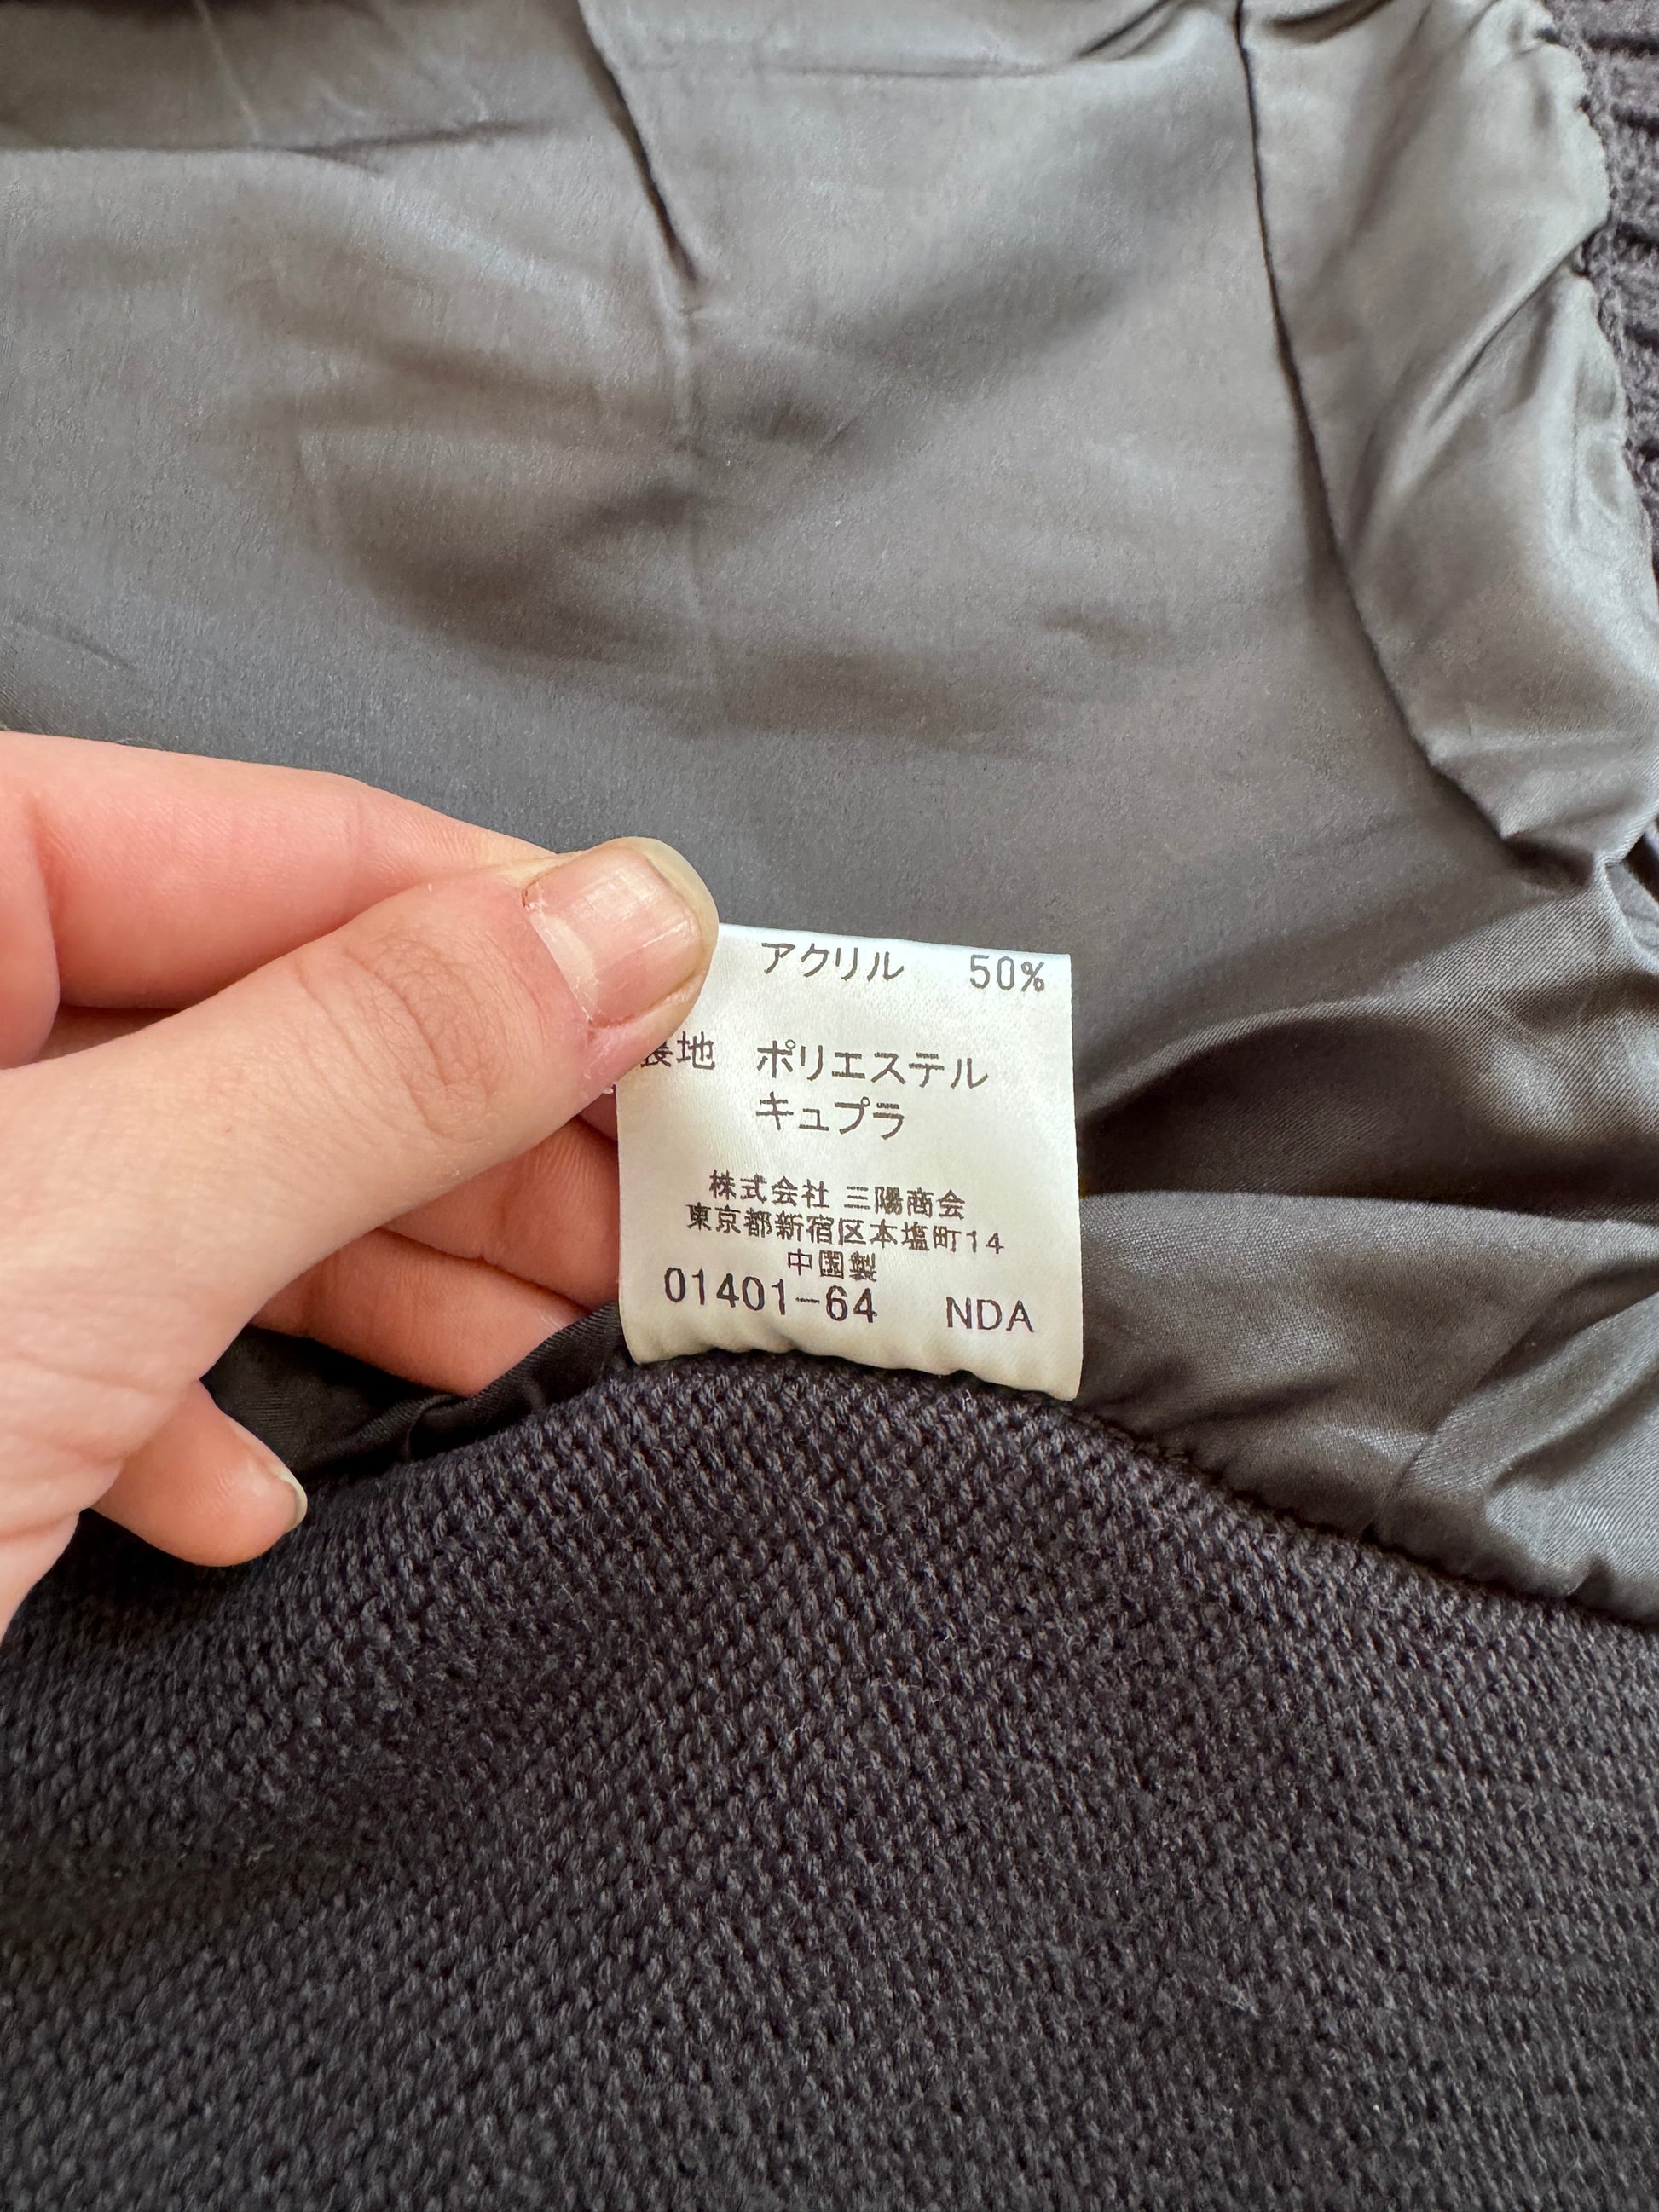 アクリル 50%
裏地 ポリエステル
キュプラ
株式会社 三陽商会
東京都新宿区本塩町14
中国製
01401-64 NDA